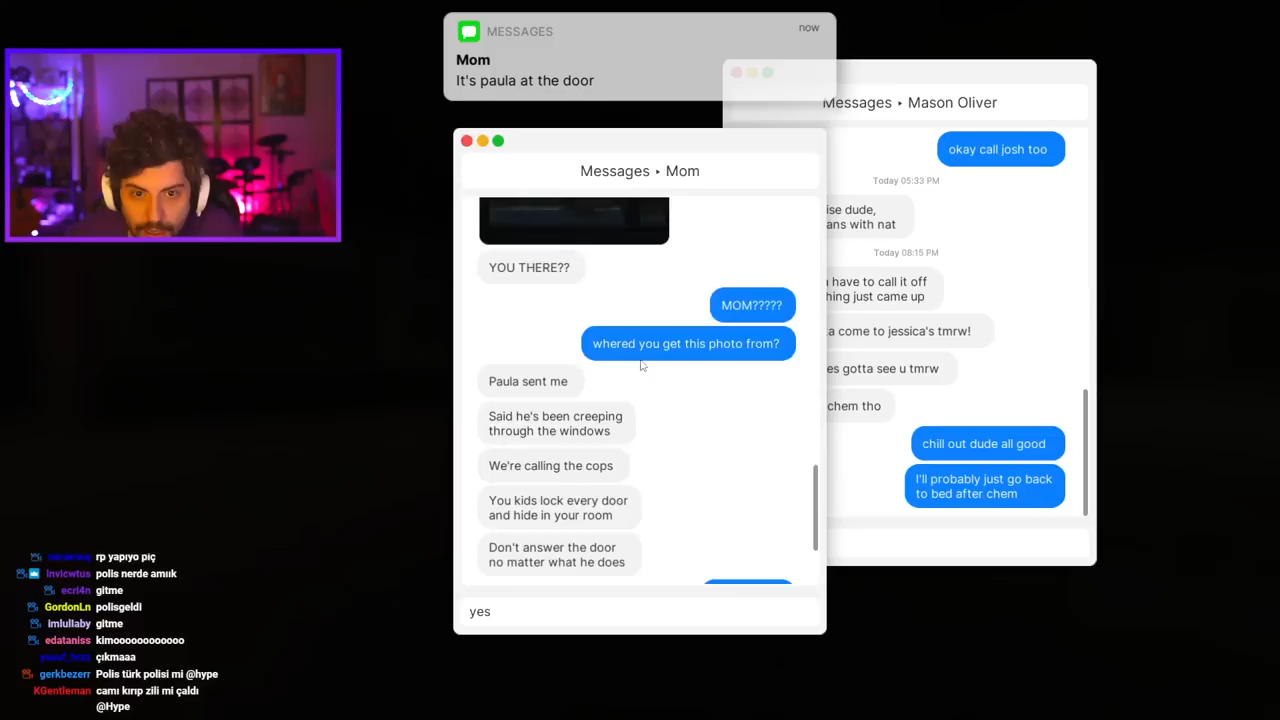 MESSAGES
now
Mom
It's paula at the door
Messages ‣ Mason Oliver
okay call josh too
Today 05:33 PM
ise dude,
ans with nat
Today 08:15 PM
have to call it off
hing just came up
a come to jessica's tmrw!
es gotta see u tmrw
chem tho
chill out dude all good
I'll probably just go back
to bed after chem
Messages ‣ Mom
YOU THERE??
MOM?????
whered you get this photo from?
Paula sent me
Said he's been creeping
through the windows
We're calling the cops
You kids lock every door
and hide in your room
Don't answer the door
no matter what he does
yes
rp yapıyo piç
Invicwtus polis nerde amıık
ecri4n gitme
GordonLn polisgeldi
lmlullaby gitme
edataniss kimooooooooooo
çıkmaaa
gerkbezerr Polis türk polisi mi @hype
KGentleman camı kırıp zili mi çaldı
@Hype